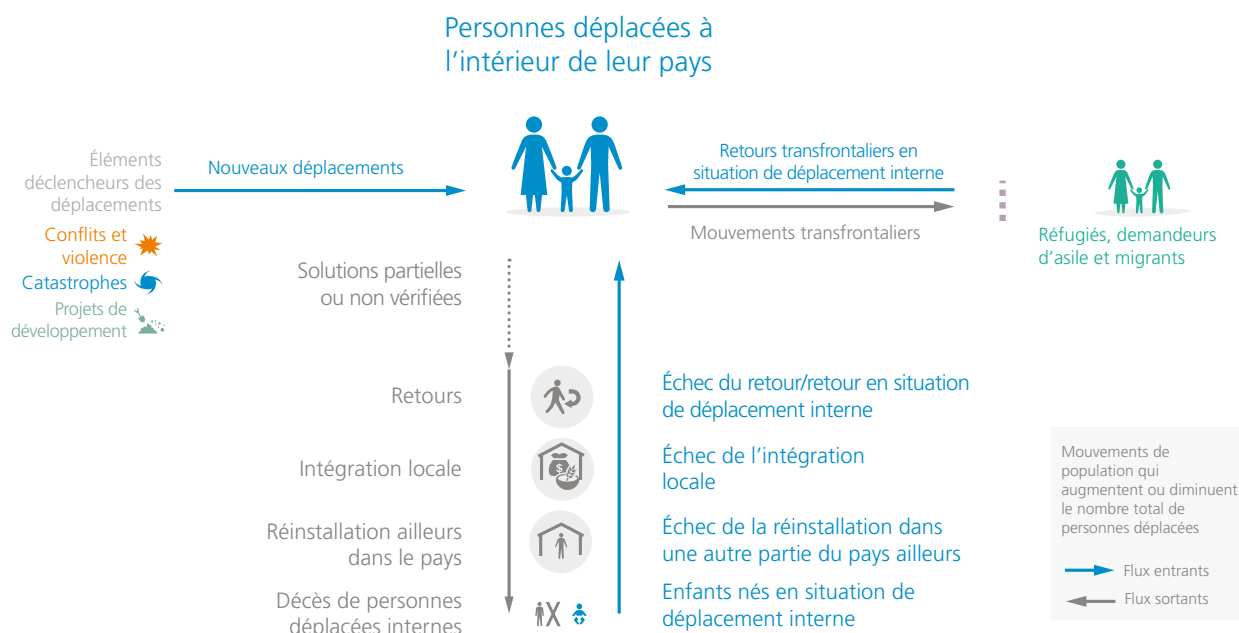 Personnes déplacées à
l'intérieur de leur pays
Éléments
déclencheurs des
déplacements
Conflits et
violence
Catastrophes
Projets de
développement
Nouveaux déplacements
Retours transfrontaliers en
situation de déplacement interne
Mouvements transfrontaliers
Réfugiés, demandeurs
d'asile et migrants
Solutions partielles
ou non vérifiées
Retours
Échec du retour/retour en situation
de déplacement interne
Intégration locale
$
Échec de l'intégration
locale
Réinstallation ailleurs
dans le pays
Échec de la réinstallation dans
une autre partie du pays ailleurs
Décès de personnes
déplacées internes
Enfants nés en situation de
déplacement interne
Mouvements de
population qui
augmentent ou diminuent
le nombre total de
personnes déplacées
Flux entrants
Flux sortants